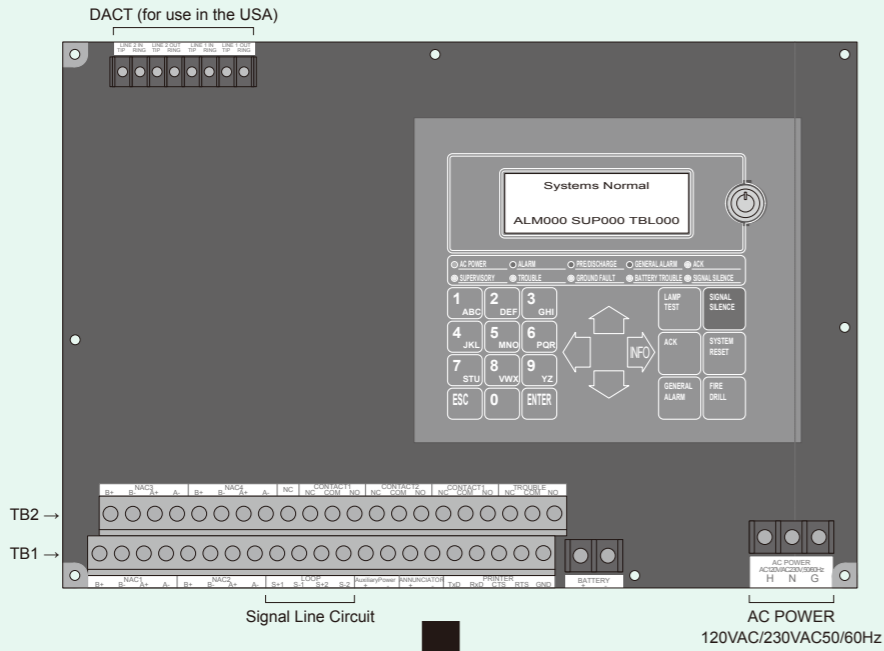 DACT (for use in the USA)
LINE 2 IN LINE 2 OUT LINE 1 IN LINE 1 OUT
TIP RING TIP RING TIP RING TIP RING
Systems Normal
ALM000 SUP000 TBL000
AC POWER ALARM PRE/DISCHARGE GENERAL ALARM ACK
SUPERVISORY TROUBLE GROUND FAULT BATTERY TROUBLE SIGNAL SILENCE
1 ABC 2 DEF 3 GHI
LAMP TEST
SIGNAL SILENCE
4 JKL 5 MNO 6 PQR
INFO
ACK
SYSTEM RESET
7 STU 8 VWX 9 YZ
ESC 0 ENTER
GENERAL ALARM
FIRE DRILL
NAC3 NAC4 NC CONTACT1 CONTACT2 CONTACT1 TROUBLE
B+ B- A+ A- B+ B- A+ A- NC COM NO NC COM NO NC COM NO NC COM NO
TB2 →
TB1 →
NAC1 NAC2 LOOP AuxiliaryPower ANNUNCIATOR PRINTER
B+ B- A+ A- B+ B- A+ A- S+1 S-1 S+2 S-2 + - + - TxD RxD CTS RTS GND
BATTERY
+ -
AC POWER
AC120V/AC230V,50/60Hz
H N G
Signal Line Circuit
AC POWER
120VAC/230VAC50/60Hz